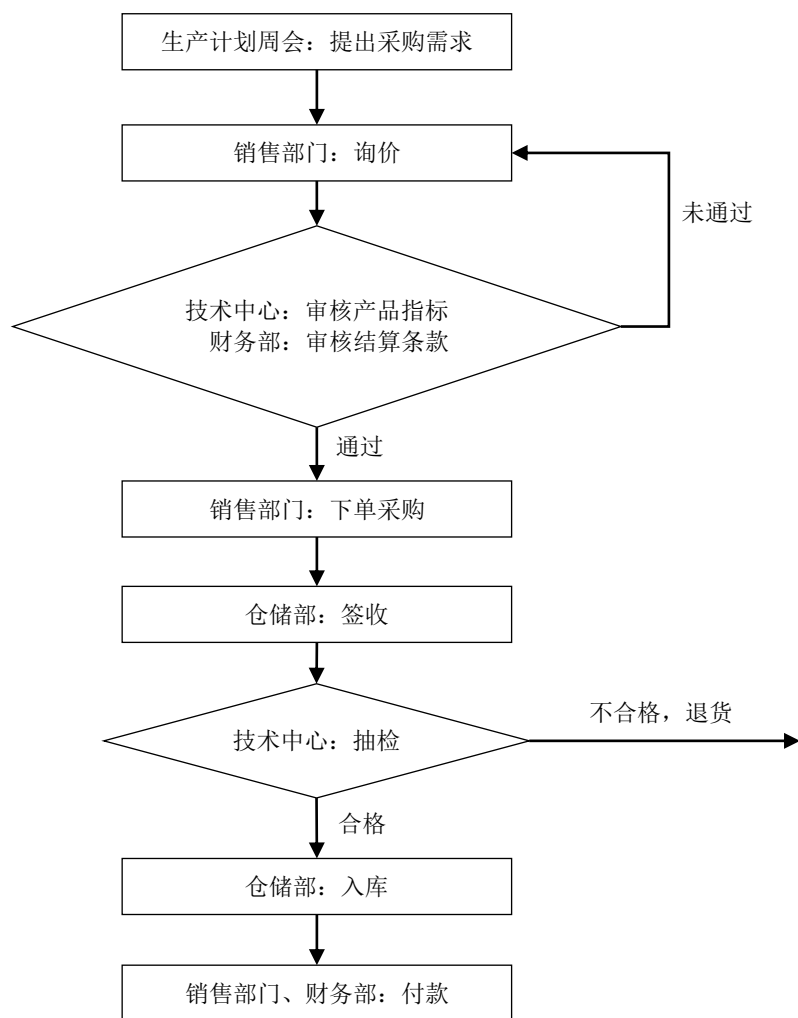 生产计划周会：提出采购需求
销售部门：询价
未通过
技术中心：审核产品指标
财务部：审核结算条款
通过
销售部门：下单采购
仓储部：签收
不合格，退货
技术中心：抽检
合格
仓储部：入库
销售部门、财务部：付款